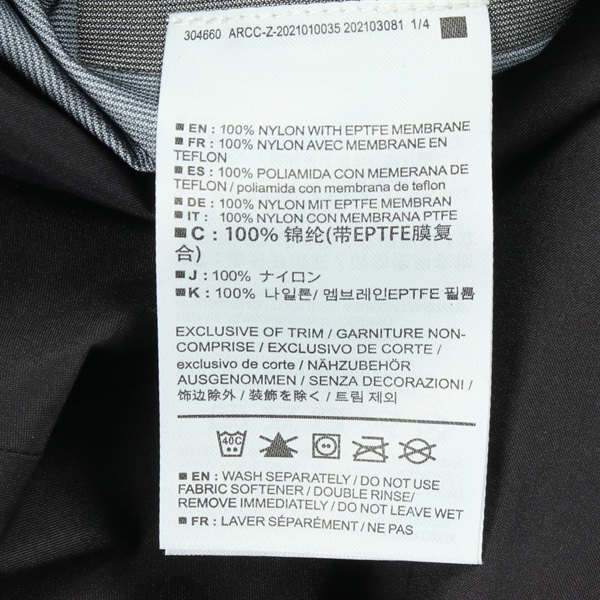 304660 ARCC-Z-2021010035 202103081 1/4
EN : 100% NYLON WITH EPTFE MEMBRANE
FR : 100% NYLON AVEC MEMBRANE EN
TEFLON
ES : 100% POLIAMIDA CON MEMERANA DE
TEFLON / poliamida con membrana de teflon
DE : 100% NYLON MIT EPTFE MEMBRAN
IT : 100% NYLON CON MEMBRANA PTFE
C : 100% 锦纶(带EPTFE膜复
合)
J : 100% ナイロン
K : 100% 나일론/ 멤브레인EPTFE 필름
EXCLUSIVE OF TRIM / GARNITURE NON-
COMPRISE / EXCLUSIVO DE CORTE /
exclusivo de corte / NÄHZUBEHÖR
AUSGENOMMEN / SENZA DECORAZIONI /
饰边除外 / 装飾を除く / 트림 제외
40C
EN : WASH SEPARATELY / DO NOT USE
FABRIC SOFTENER / DOUBLE RINSE/
REMOVE IMMEDIATELY / DO NOT LEAVE WET
FR : LAVER SÉPARÉMENT / NE PAS